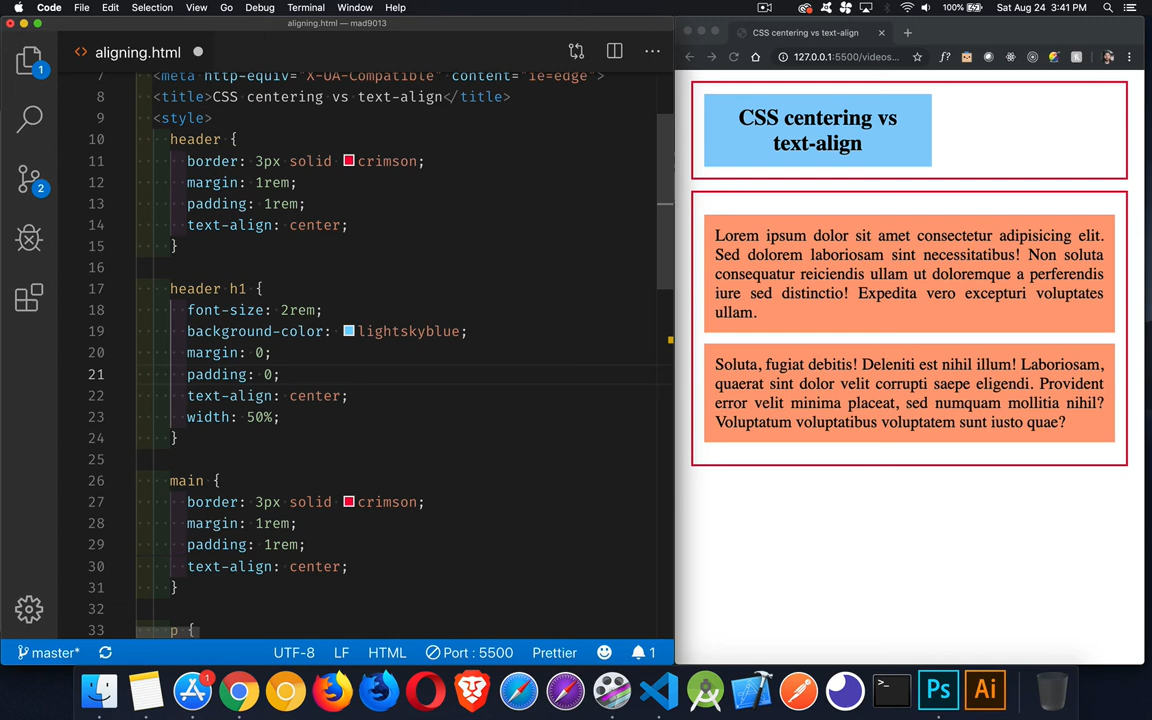 Code File Edit Selection View Go Debug Terminal Window Help 100% Sat Aug 24 3:41 PM
aligning.html — mad9013
aligning.html
CSS centering vs text-align
127.0.0.1:5500/videos...
7 <meta http-equiv="X-UA-Compatible" content="ie=edge">
8 <title>CSS centering vs text-align</title>
9 <style>
10 header {
11 border: 3px solid crimson;
12 margin: 1rem;
13 padding: 1rem;
14 text-align: center;
15 }
16
17 header h1 {
18 font-size: 2rem;
19 background-color: lightskyblue;
20 margin: 0;
21 padding: 0;
22 text-align: center;
23 width: 50%;
24 }
25
26 main {
27 border: 3px solid crimson;
28 margin: 1rem;
29 padding: 1rem;
30 text-align: center;
31 }
32
33 p {
1
2
CSS centering vs
text-align
Lorem ipsum dolor sit amet consectetur adipisicing elit.
Sed dolorem laboriosam sint necessitatibus! Non soluta
consequatur reiciendis ullam ut doloremque a perferendis
iure sed distinctio! Expedita vero excepturi voluptates
ullam.
Soluta, fugiat debitis! Deleniti est nihil illum! Laboriosam,
quaerat sint dolor velit corrupti saepe eligendi. Provident
error velit minima placeat, sed numquam mollitia nihil?
Voluptatum voluptatibus voluptatem sunt iusto quae?
master* UTF-8 LF HTML Port : 5500 Prettier 1
1
Ps
Ai